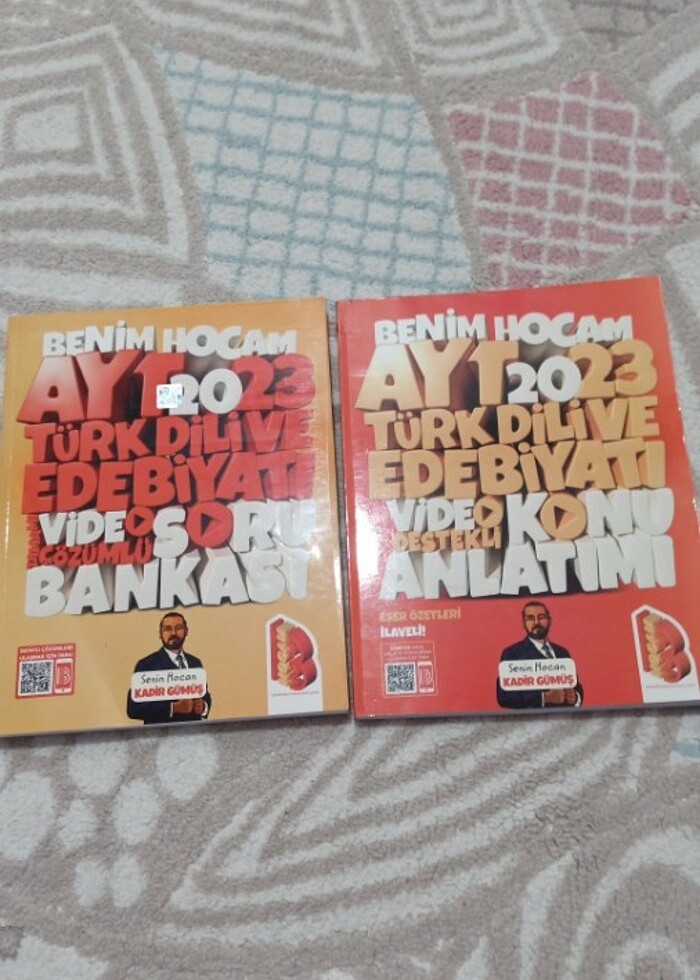 BENİM HOCAM
AYT 2023
TÜRK DİLİ VE
EDEBİYATI
VİDEO SORU
ÇÖZÜMLÜ
BANKASI
Senin Hocan
KADİR GÜMÜŞ
BENİM HOCAM
AYT 2023
TÜRK DİLİ VE
EDEBİYATI
VİDEO KONU
DESTEKLİ
ANLATIMI
ESER ÖZETLERİ
İLAVELİ!
Senin Hocan
KADİR GÜMÜŞ